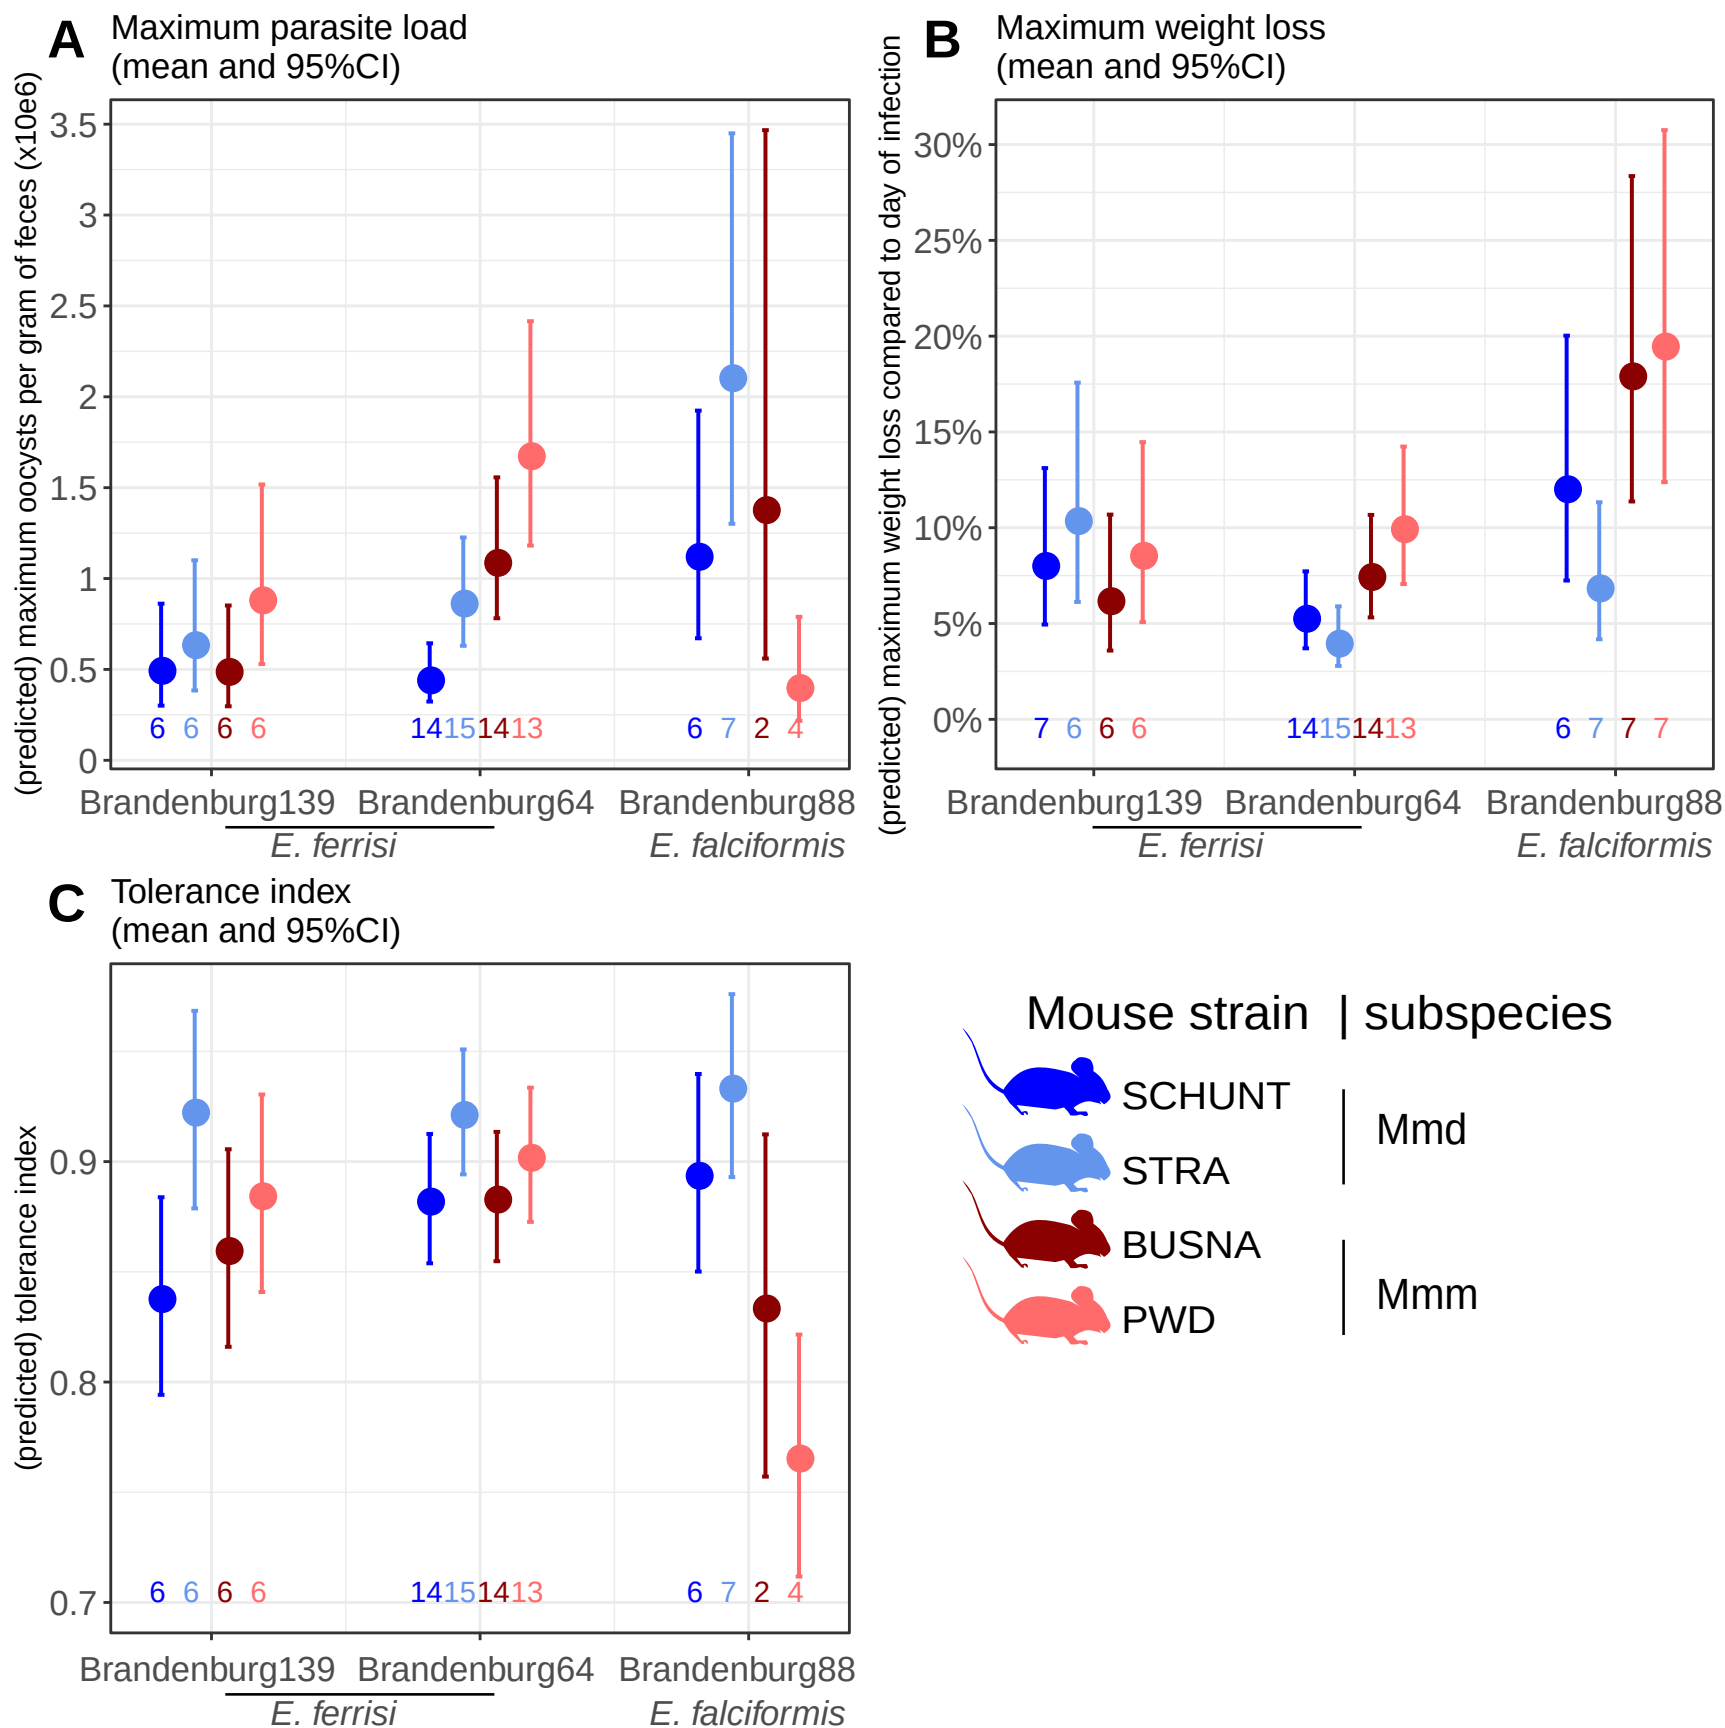 A Maximum parasite load
(mean and 95%CI)
(predicted) maximum oocysts per gram of feces (x10e6)
3.5
3
2.5
2
1.5
1
0.5
0
6 6 6 6 14 15 14 13 6 7 2 4
Brandenburg139 Brandenburg64 Brandenburg88
E. ferrisi E. falciformis
B Maximum weight loss
(mean and 95%CI)
(predicted) maximum weight loss compared to day of infection
30%
25%
20%
15%
10%
5%
0%
7 6 6 6 14 15 14 13 6 7 7 7
Brandenburg139 Brandenburg64 Brandenburg88
E. ferrisi E. falciformis
C Tolerance index
(mean and 95%CI)
(predicted) tolerance index
0.9
0.8
0.7
6 6 6 6 14 15 14 13 6 7 2 4
Brandenburg139 Brandenburg64 Brandenburg88
E. ferrisi E. falciformis
Mouse strain | subspecies
SCHUNT
STRA
Mmd
BUSNA
PWD
Mmm